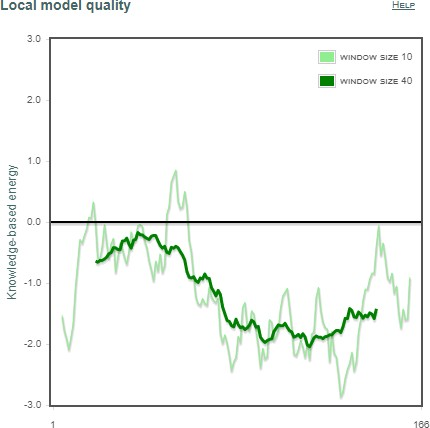 Local model quality
HELP
3.0
WINDOW SIZE 10
WINDOW SIZE 40
2.0
1.0
0.0
-1.0
-2.0
-3.0
Knowledge-based energy
1
166